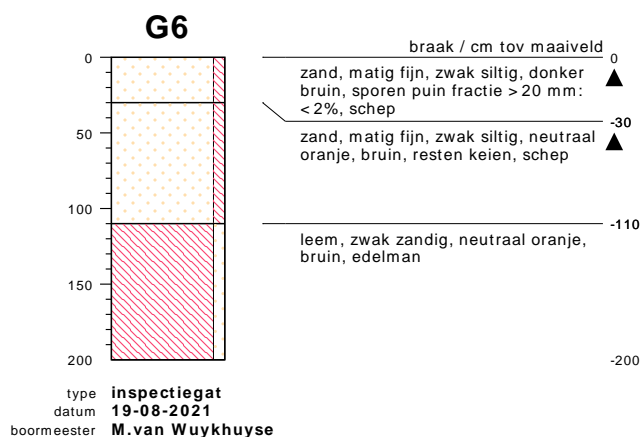 G6
braak / cm tov maaiveld
0
0
zand, matig fijn, zwak siltig, donker
bruin, sporen puin fractie > 20 mm:
< 2%, schep
-30
zand, matig fijn, zwak siltig, neutraal
oranje, bruin, resten keien, schep
50
100
-110
leem, zwak zandig, neutraal oranje,
bruin, edelman
150
200
-200
type inspectiegat
datum 19-08-2021
boormeester M.van Wuykhuyse